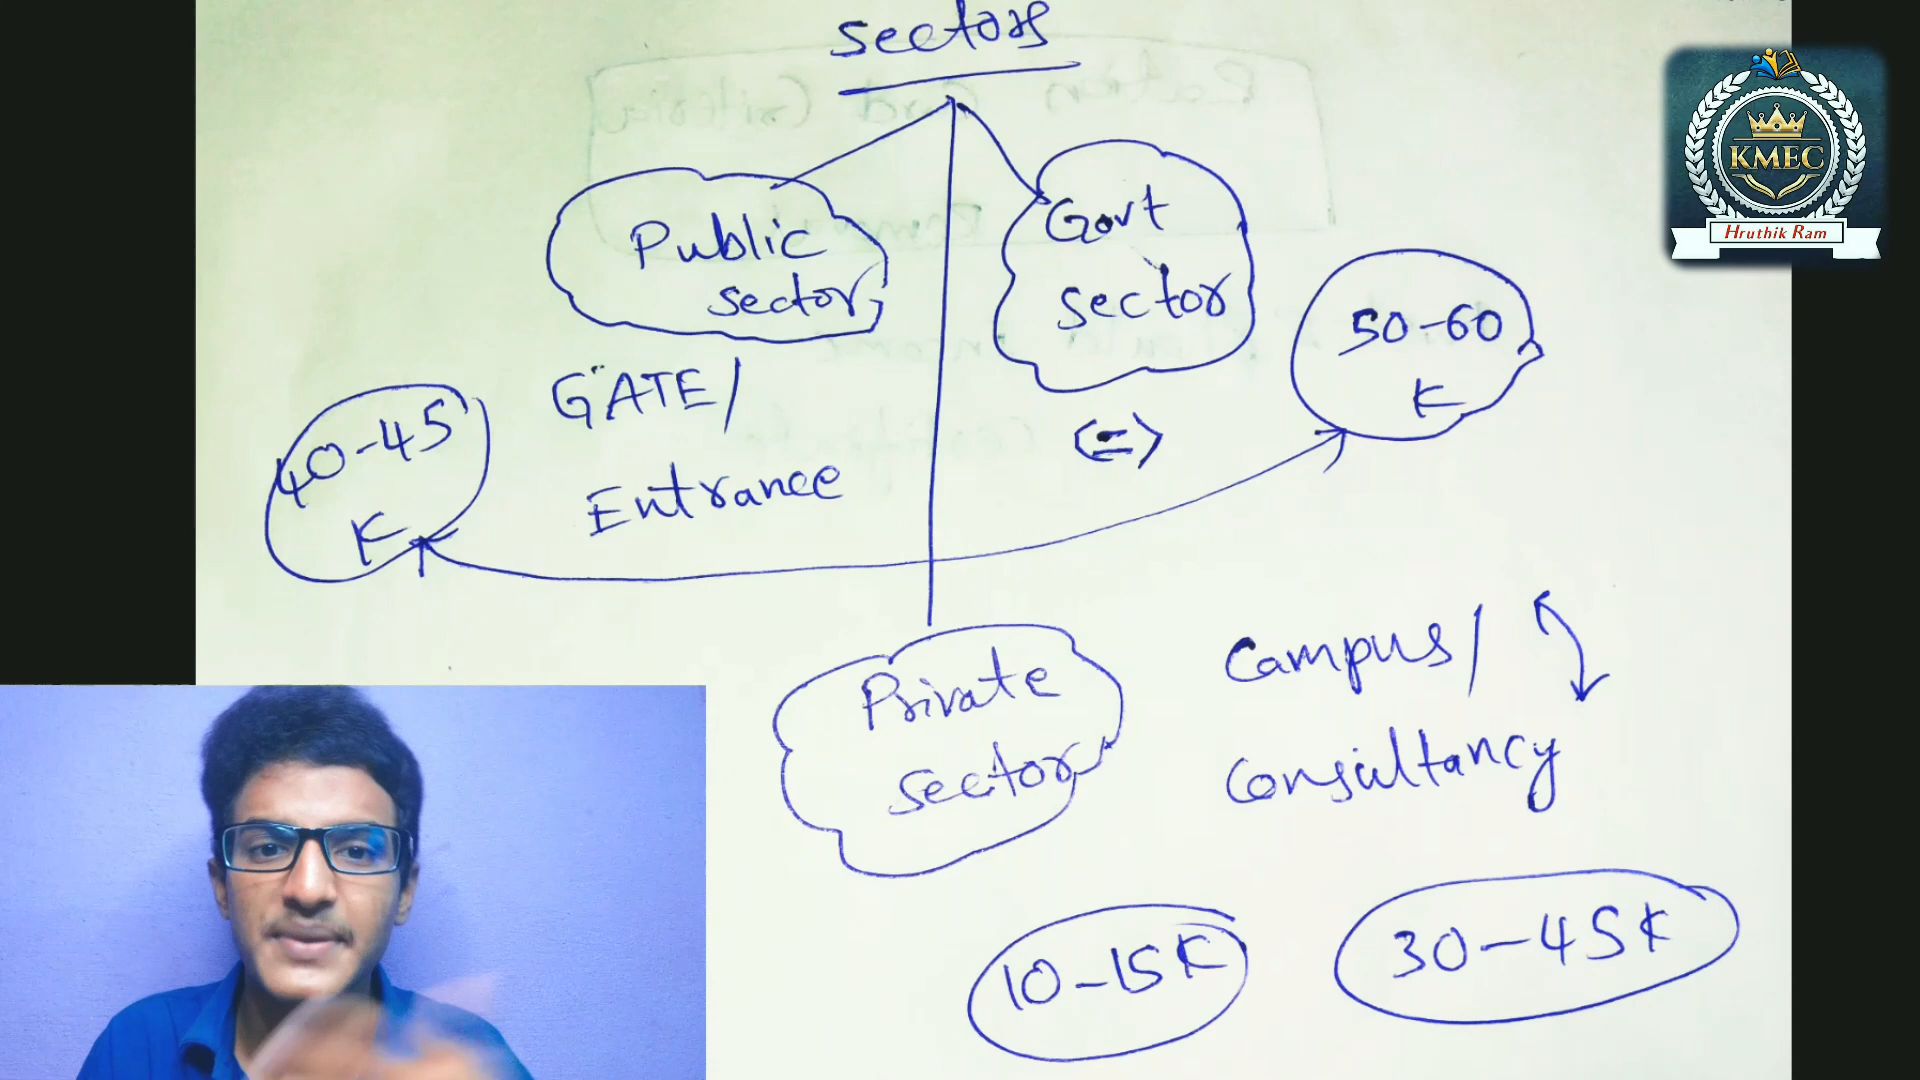 sectors
Public
sector
Govt
sector
50-60
K
GATE/
Entrance
40-45
K
(=)
Private
sector
Campus/
Consultancy
10-15K
30-45K
KMEC
Hruthik Ram